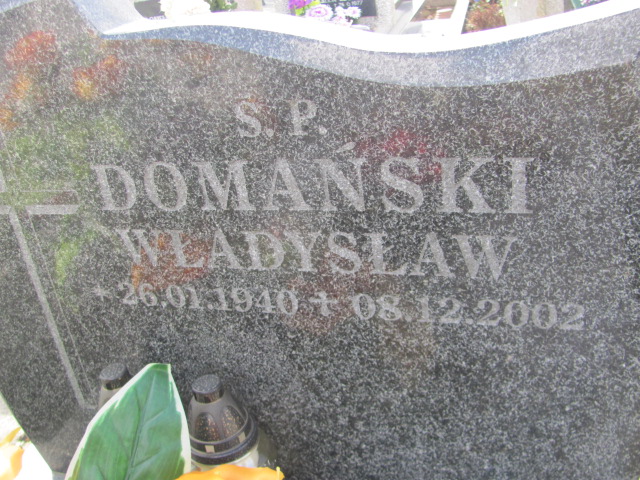 Ś.P.
DOMAŃSKI
WŁADYSŁAW
* 26.01.1940 ✝ 08.12.2002